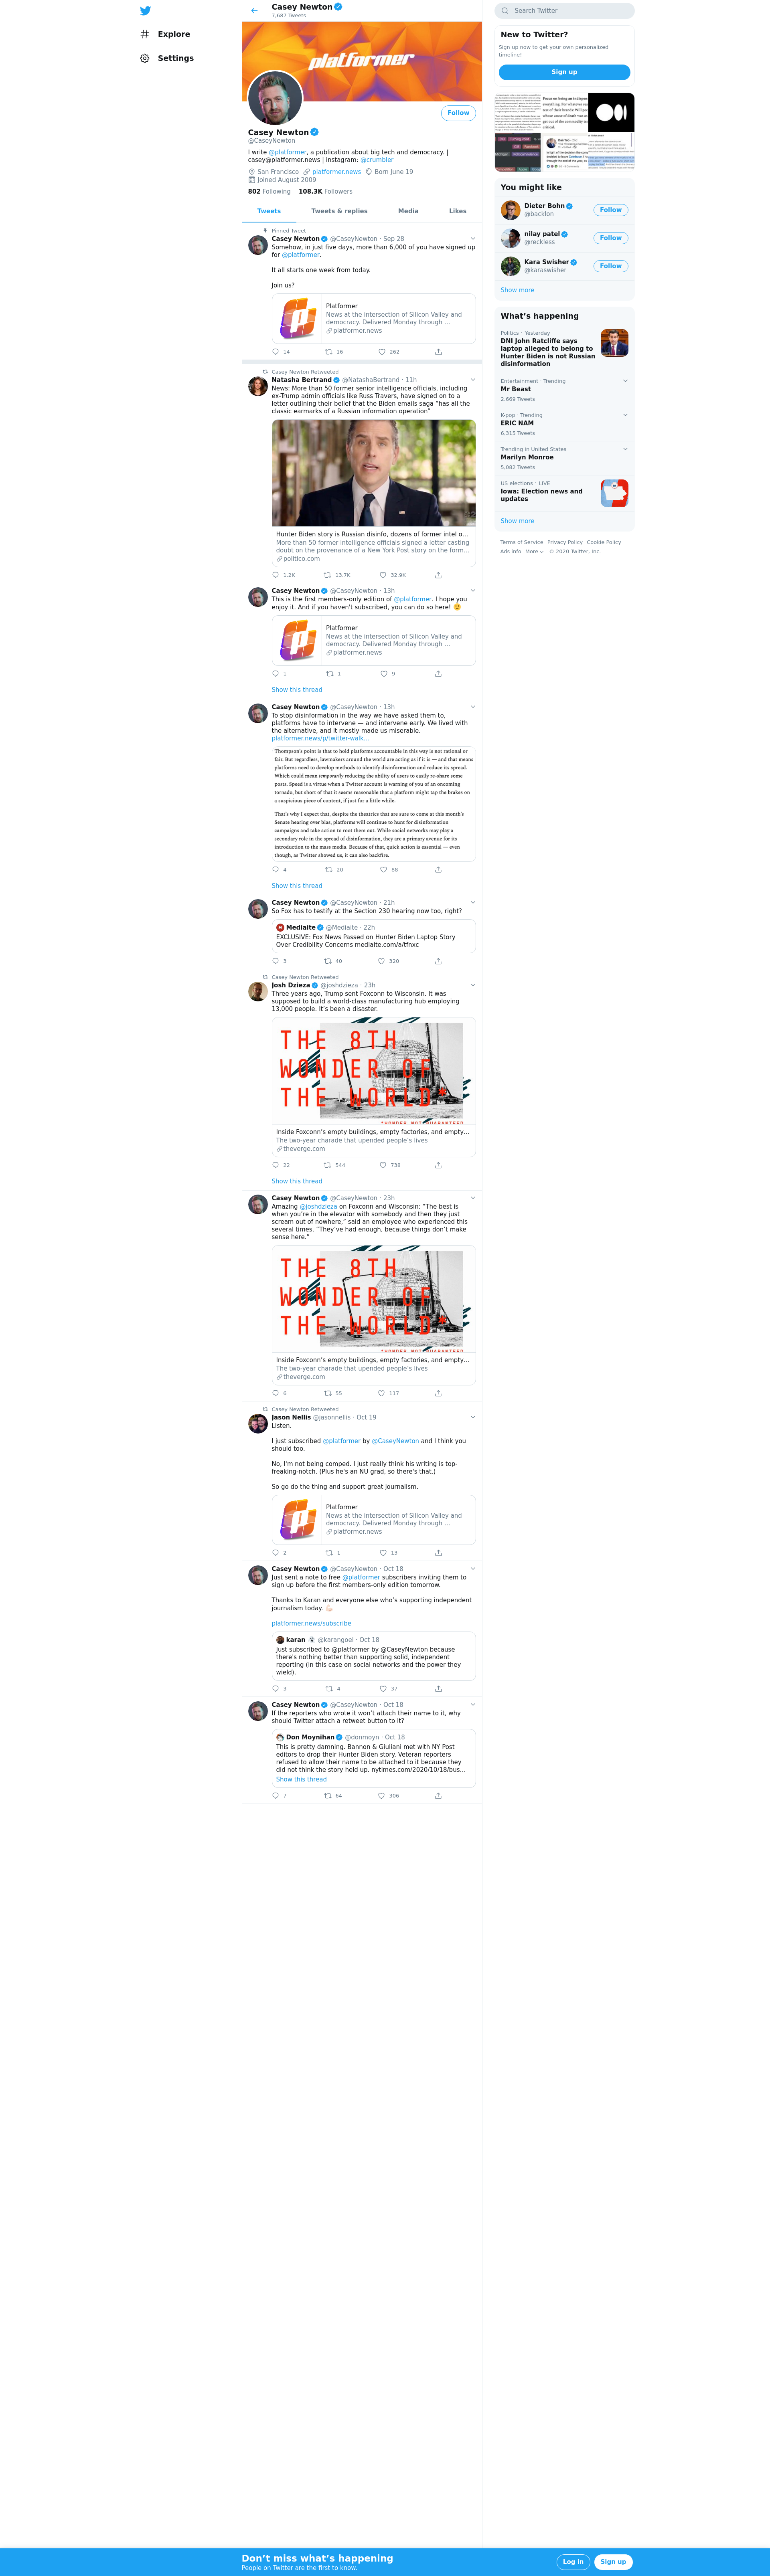 Explore
Settings
Casey Newton
7,687 Tweets
platformer
Follow
Casey Newton
@CaseyNewton
I write @platformer, a publication about big tech and democracy. |
casey@platformer.news | instagram: @crumbler
San Francisco platformer.news Born June 19
Joined August 2009
802 Following 108.3K Followers
Tweets Tweets & replies Media Likes
Pinned Tweet
Casey Newton @CaseyNewton · Sep 28
Somehow, in just five days, more than 6,000 of you have signed up
for @platformer.
It all starts one week from today.
Join us?
Platformer
News at the intersection of Silicon Valley and
democracy. Delivered Monday through ...
platformer.news
14 16 262
Casey Newton Retweeted
Natasha Bertrand @NatashaBertrand · 11h
News: More than 50 former senior intelligence officials, including
ex-Trump admin officials like Russ Travers, have signed on to a
letter outlining their belief that the Biden emails saga “has all the
classic earmarks of a Russian information operation”
Hunter Biden story is Russian disinfo, dozens of former intel o...
More than 50 former intelligence officials signed a letter casting
doubt on the provenance of a New York Post story on the form...
politico.com
1.2K 13.7K 32.9K
Casey Newton @CaseyNewton · 13h
This is the first members-only edition of @platformer. I hope you
enjoy it. And if you haven't subscribed, you can do so here! 😃
Platformer
News at the intersection of Silicon Valley and
democracy. Delivered Monday through ...
platformer.news
1 1 9
Show this thread
Casey Newton @CaseyNewton · 13h
To stop disinformation in the way we have asked them to,
platforms have to intervene — and intervene early. We lived with
the alternative, and it mostly made us miserable.
platformer.news/p/twitter-walk...
Thompson's point is that to hold platforms accountable in this way is not rational or
fair. But regardless, lawmakers around the world are acting as if it is — and that means
platforms need to develop methods to identify disinformation and reduce its spread.
Which could mean temporarily reducing the ability of users to easily re-share some
posts. Speed is a virtue when a Twitter account is warning of you of an oncoming
tornado, but short of that it seems reasonable that a platform might tap the brakes on
a suspicious piece of content, if just for a little while.
That's why I expect that, despite the theatrics that are sure to come at this month's
Senate hearing over bias, platforms will continue to hunt for disinformation
campaigns and take action to root them out. While social networks may play a
secondary role in the spread of disinformation, they are a primary avenue for its
introduction to the mass media. Because of that, quick action is essential — even
though, as Twitter showed us, it can also backfire.
4 20 88
Show this thread
Casey Newton @CaseyNewton · 21h
So Fox has to testify at the Section 230 hearing now too, right?
Mediaite @Mediaite · 22h
EXCLUSIVE: Fox News Passed on Hunter Biden Laptop Story
Over Credibility Concerns mediaite.com/a/tfnxc
3 40 320
Casey Newton Retweeted
Josh Dzieza @joshdzieza · 23h
Three years ago, Trump sent Foxconn to Wisconsin. It was
supposed to build a world-class manufacturing hub employing
13,000 people. It’s been a disaster.
THE 8TH
WONDER OF
THE WORLD*
*WONDER NOT GUARANTEED
Inside Foxconn’s empty buildings, empty factories, and empty...
The two-year charade that upended people’s lives
theverge.com
22 544 738
Show this thread
Casey Newton @CaseyNewton · 23h
Amazing @joshdzieza on Foxconn and Wisconsin: “The best is
when you’re in the elevator with somebody and then they just
scream out of nowhere,” said an employee who experienced this
several times. “They’ve had enough, because things don’t make
sense here.”
THE 8TH
WONDER OF
THE WORLD*
*WONDER NOT GUARANTEED
Inside Foxconn’s empty buildings, empty factories, and empty...
The two-year charade that upended people’s lives
theverge.com
6 55 117
Casey Newton Retweeted
Jason Nellis @jasonnellis · Oct 19
Listen.
I just subscribed @platformer by @CaseyNewton and I think you
should too.
No, I'm not being comped. I just really think his writing is top-
freaking-notch. (Plus he's an NU grad, so there's that.)
So go do the thing and support great journalism.
Platformer
News at the intersection of Silicon Valley and
democracy. Delivered Monday through ...
platformer.news
2 1 13
Casey Newton @CaseyNewton · Oct 18
Just sent a note to free @platformer subscribers inviting them to
sign up before the first members-only edition tomorrow.
Thanks to Karan and everyone else who’s supporting independent
journalism today. 💪🏻
platformer.news/subscribe
karan @karangoel · Oct 18
Just subscribed to @platformer by @CaseyNewton because
there's nothing better than supporting solid, independent
reporting (in this case on social networks and the power they
wield).
3 4 37
Casey Newton @CaseyNewton · Oct 18
If the reporters who wrote it won’t attach their name to it, why
should Twitter attach a retweet button to it?
Don Moynihan @donmoyn · Oct 18
This is pretty damning. Bannon & Giuliani met with NY Post
editors to drop their Hunter Biden story. Veteran reporters
refused to allow their name to be attached to it because they
did not think the story held up. nytimes.com/2020/10/18/bus...
Show this thread
7 64 306
Search Twitter
New to Twitter?
Sign up now to get your own personalized
timeline!
Sign up
You might like
Dieter Bohn
@backlon
Follow
nilay patel
@reckless
Follow
Kara Swisher
@karaswisher
Follow
Show more
What’s happening
Politics · Yesterday
DNI John Ratcliffe says
laptop alleged to belong to
Hunter Biden is not Russian
disinformation
Entertainment · Trending
Mr Beast
2,669 Tweets
K-pop · Trending
ERIC NAM
6,315 Tweets
Trending in United States
Marilyn Monroe
5,082 Tweets
US elections · LIVE
Iowa: Election news and
updates
Show more
Terms of Service Privacy Policy Cookie Policy
Ads info More © 2020 Twitter, Inc.
Don’t miss what’s happening
People on Twitter are the first to know.
Log in Sign up